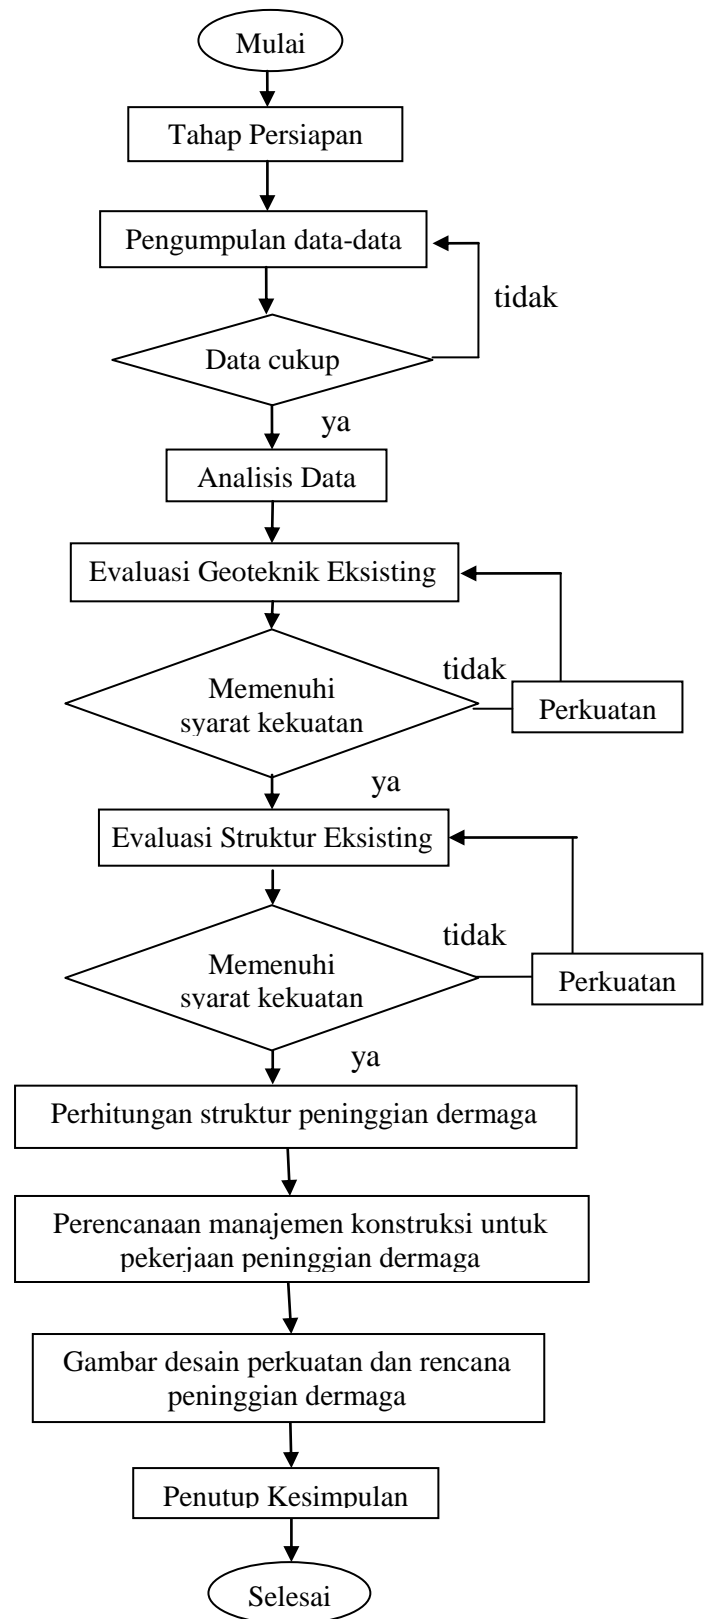 Mulai
Tahap Persiapan
Pengumpulan data-data
tidak
Data cukup
ya
Analisis Data
Evaluasi Geoteknik Eksisting
tidak
Memenuhi
syarat kekuatan
Perkuatan
ya
Evaluasi Struktur Eksisting
tidak
Memenuhi
syarat kekuatan
Perkuatan
ya
Perhitungan struktur peninggian dermaga
Perencanaan manajemen konstruksi untuk
pekerjaan peninggian dermaga
Gambar desain perkuatan dan rencana
peninggian dermaga
Penutup Kesimpulan
Selesai